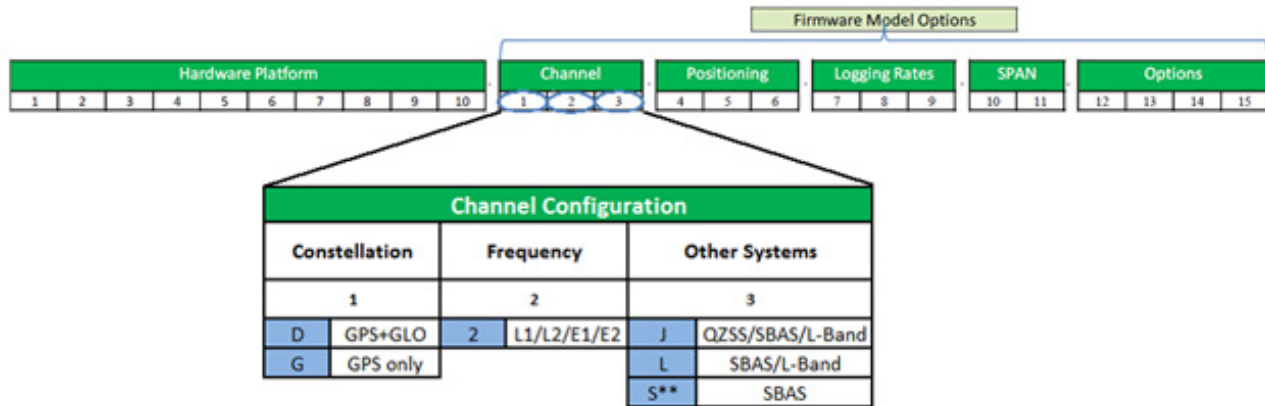 Firmware Model Options
Hardware Platform - Channel - Positioning - Logging Rates - SPAN - Options
1 2 3 4 5 6 7 8 9 10 1 2 3 4 5 6 7 8 9 10 11 12 13 14 15
Channel Configuration
Constellation Frequency Other Systems
1 2 3
D GPS+GLO 2 L1/L2/E1/E2 J QZSS/SBAS/L-Band
G GPS only L SBAS/L-Band
S** SBAS